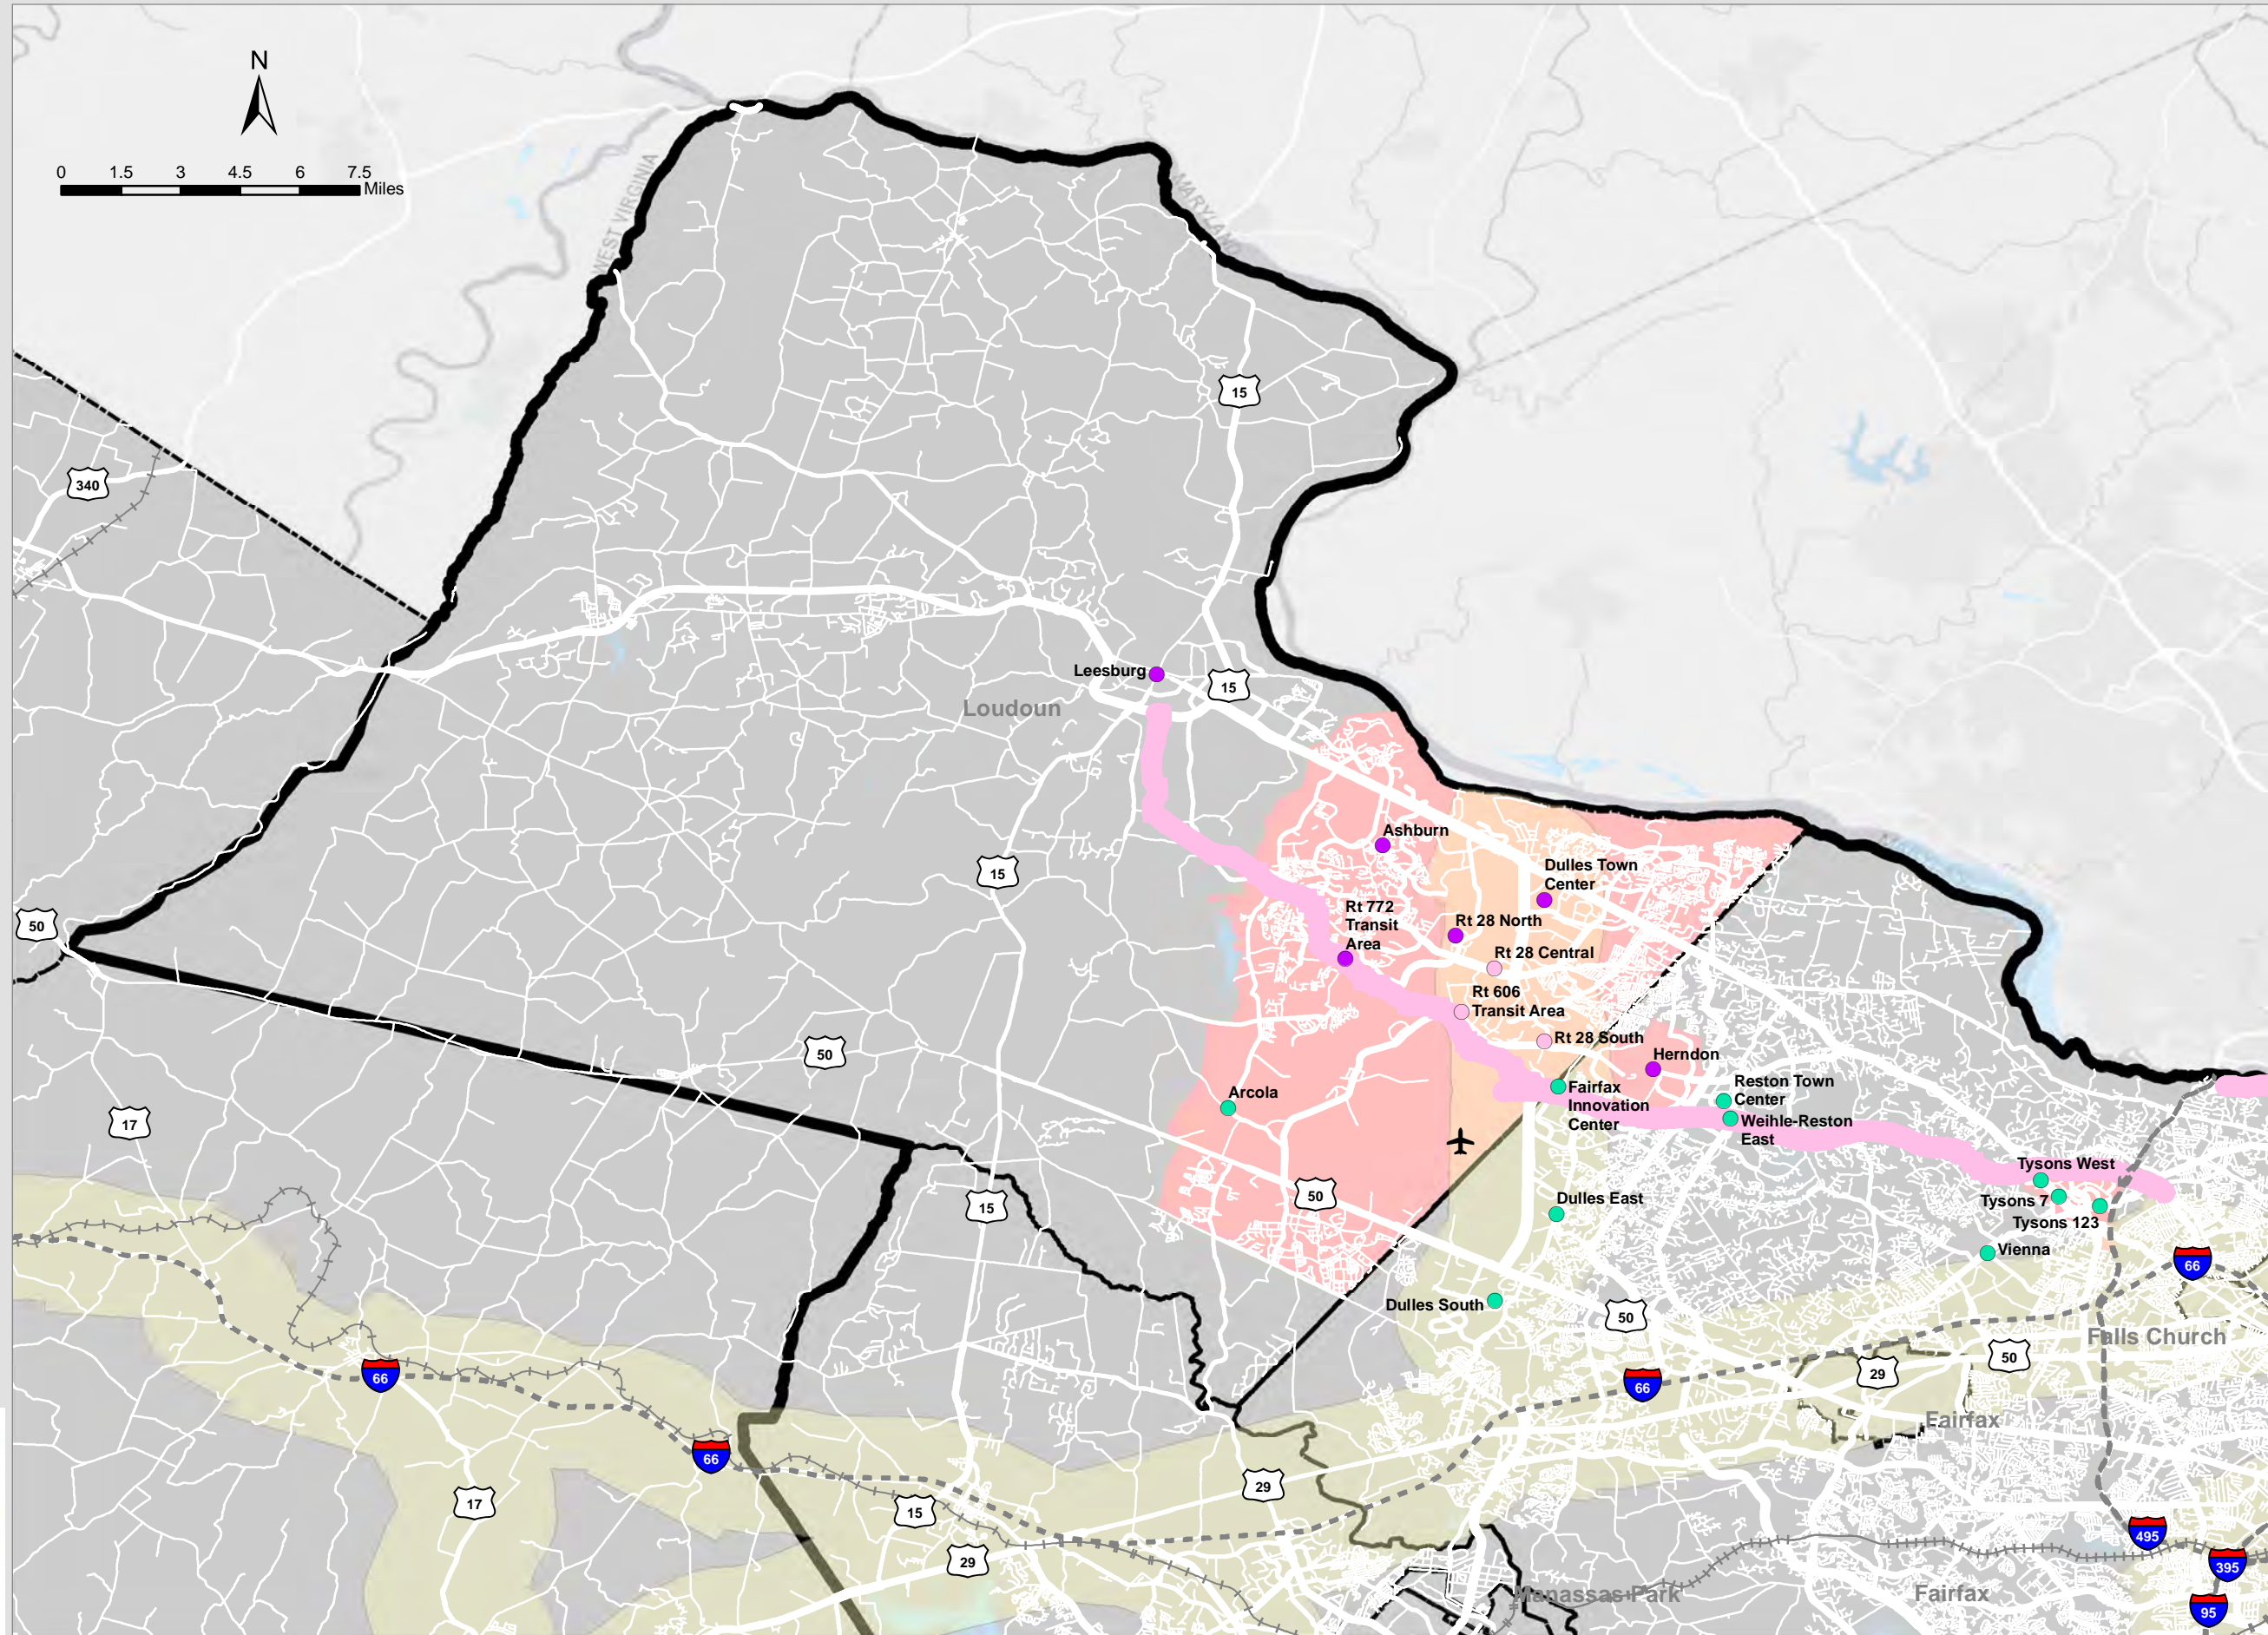 N
0 1.5 3 4.5 6 7.5
Miles
WEST VIRGINIA
MARYLAND
15
340
Leesburg
15
Loudoun
Ashburn
Dulles Town
Center
15
Rt 772
Transit
Area
Rt 28 North
50
Rt 28 Central
Rt 606
Transit Area
Rt 28 South
50
Herndon
Fairfax
Innovation
Center
Reston Town
Center
Arcola
17
Weihle-Reston
East
Tysons West
50
Dulles East
Tysons 7
15
Tysons 123
Vienna
66
Dulles South
50
Falls Church
50
66
66
29
Fairfax
66
29
17
15
495
29
395
Manassas Park
Fairfax
95